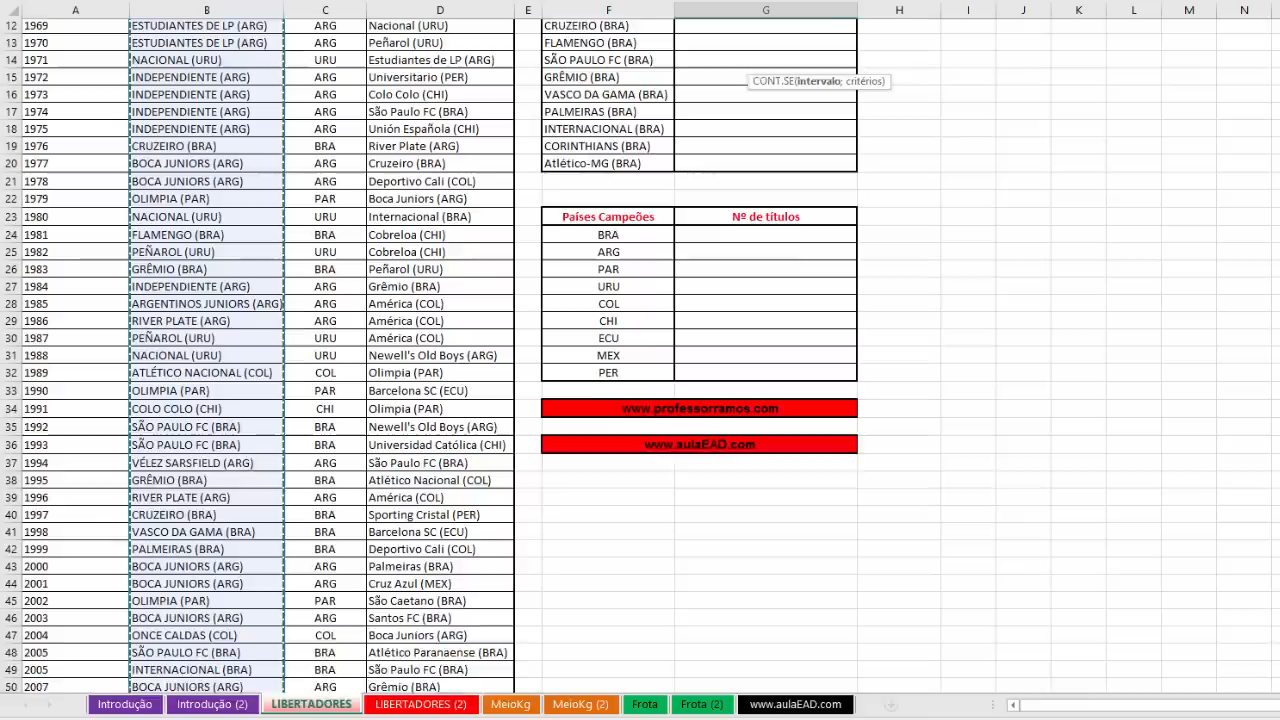 A B C D E F G H I J K L M N
12 1969 ESTUDIANTES DE LP (ARG) ARG Nacional (URU) CRUZEIRO (BRA)
13 1970 ESTUDIANTES DE LP (ARG) ARG Peñarol (URU) FLAMENGO (BRA)
14 1971 NACIONAL (URU) URU Estudiantes de LP (ARG) SÃO PAULO FC (BRA)
15 1972 INDEPENDIENTE (ARG) ARG Universitario (PER) GRÊMIO (BRA) CONT.SE(intervalo; critérios)
16 1973 INDEPENDIENTE (ARG) ARG Colo Colo (CHI) VASCO DA GAMA (BRA)
17 1974 INDEPENDIENTE (ARG) ARG São Paulo FC (BRA) PALMEIRAS (BRA)
18 1975 INDEPENDIENTE (ARG) ARG Unión Española (CHI) INTERNACIONAL (BRA)
19 1976 CRUZEIRO (BRA) BRA River Plate (ARG) CORINTHIANS (BRA)
20 1977 BOCA JUNIORS (ARG) ARG Cruzeiro (BRA) Atlético-MG (BRA)
21 1978 BOCA JUNIORS (ARG) ARG Deportivo Cali (COL)
22 1979 OLIMPIA (PAR) PAR Boca Juniors (ARG)
23 1980 NACIONAL (URU) URU Internacional (BRA) Países Campeões Nº de títulos
24 1981 FLAMENGO (BRA) BRA Cobreloa (CHI) BRA
25 1982 PEÑAROL (URU) URU Cobreloa (CHI) ARG
26 1983 GRÊMIO (BRA) BRA Peñarol (URU) PAR
27 1984 INDEPENDIENTE (ARG) ARG Grêmio (BRA) URU
28 1985 ARGENTINOS JUNIORS (ARG) ARG América (COL) COL
29 1986 RIVER PLATE (ARG) ARG América (COL) CHI
30 1987 PEÑAROL (URU) URU América (COL) ECU
31 1988 NACIONAL (URU) URU Newell's Old Boys (ARG) MEX
32 1989 ATLÉTICO NACIONAL (COL) COL Olimpia (PAR) PER
33 1990 OLIMPIA (PAR) PAR Barcelona SC (ECU)
34 1991 COLO COLO (CHI) CHI Olimpia (PAR) www.professorramos.com
35 1992 SÃO PAULO FC (BRA) BRA Newell's Old Boys (ARG)
36 1993 SÃO PAULO FC (BRA) BRA Universidad Católica (CHI) www.aulaEAD.com
37 1994 VÉLEZ SARSFIELD (ARG) ARG São Paulo FC (BRA)
38 1995 GRÊMIO (BRA) BRA Atlético Nacional (COL)
39 1996 RIVER PLATE (ARG) ARG América (COL)
40 1997 CRUZEIRO (BRA) BRA Sporting Cristal (PER)
41 1998 VASCO DA GAMA (BRA) BRA Barcelona SC (ECU)
42 1999 PALMEIRAS (BRA) BRA Deportivo Cali (COL)
43 2000 BOCA JUNIORS (ARG) ARG Palmeiras (BRA)
44 2001 BOCA JUNIORS (ARG) ARG Cruz Azul (MEX)
45 2002 OLIMPIA (PAR) PAR São Caetano (BRA)
46 2003 BOCA JUNIORS (ARG) ARG Santos FC (BRA)
47 2004 ONCE CALDAS (COL) COL Boca Juniors (ARG)
48 2005 SÃO PAULO FC (BRA) BRA Atlético Paranaense (BRA)
49 2005 INTERNACIONAL (BRA) BRA São Paulo FC (BRA)
50 2007 BOCA JUNIORS (ARG) ARG Grêmio (BRA)
Introdução Introdução (2) LIBERTADORES LIBERTADORES (2) MeioKg MeioKg (2) Frota Frota (2) www.aulaEAD.com